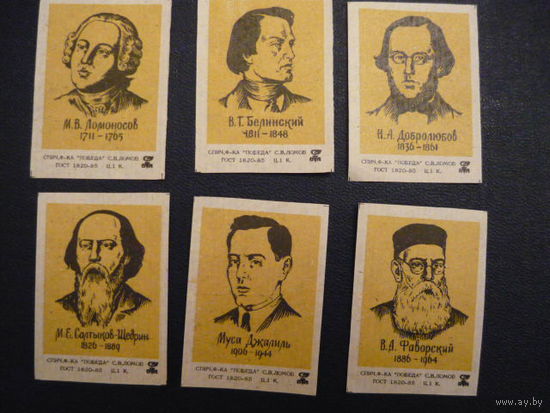 М.В. Ломоносов
1711-1765
СПИЧ.Ф-КА "ПОБЕДА" С.В.ЛОМОВ
ГОСТ 1820-85 Ц.1 К.
В.Т. Белинский
1811-1848
СПИЧ.Ф-КА "ПОБЕДА" С.В.ЛОМОВ
ГОСТ 1820-85 Ц.1 К.
Н.А. Добролюбов
1836-1861
СПИЧ.Ф-КА "ПОБЕДА" С.В.ЛОМОВ
ГОСТ 1820-85 Ц.1 К.
М.Е. Салтыков-Щедрин
1826-1889
СПИЧ.Ф-КА "ПОБЕДА" С.В.ЛОМОВ
ГОСТ 1820-85 Ц.1 К.
Муса Джалиль
1906-1944
СПИЧ.Ф-КА "ПОБЕДА" С.В.ЛОМОВ
ГОСТ 1820-85 Ц.1 К.
В.А. Фаворский
1886-1964
СПИЧ.Ф-КА "ПОБЕДА" С.В.ЛОМОВ
ГОСТ 1820-85 Ц.1 К.
www.ay.by